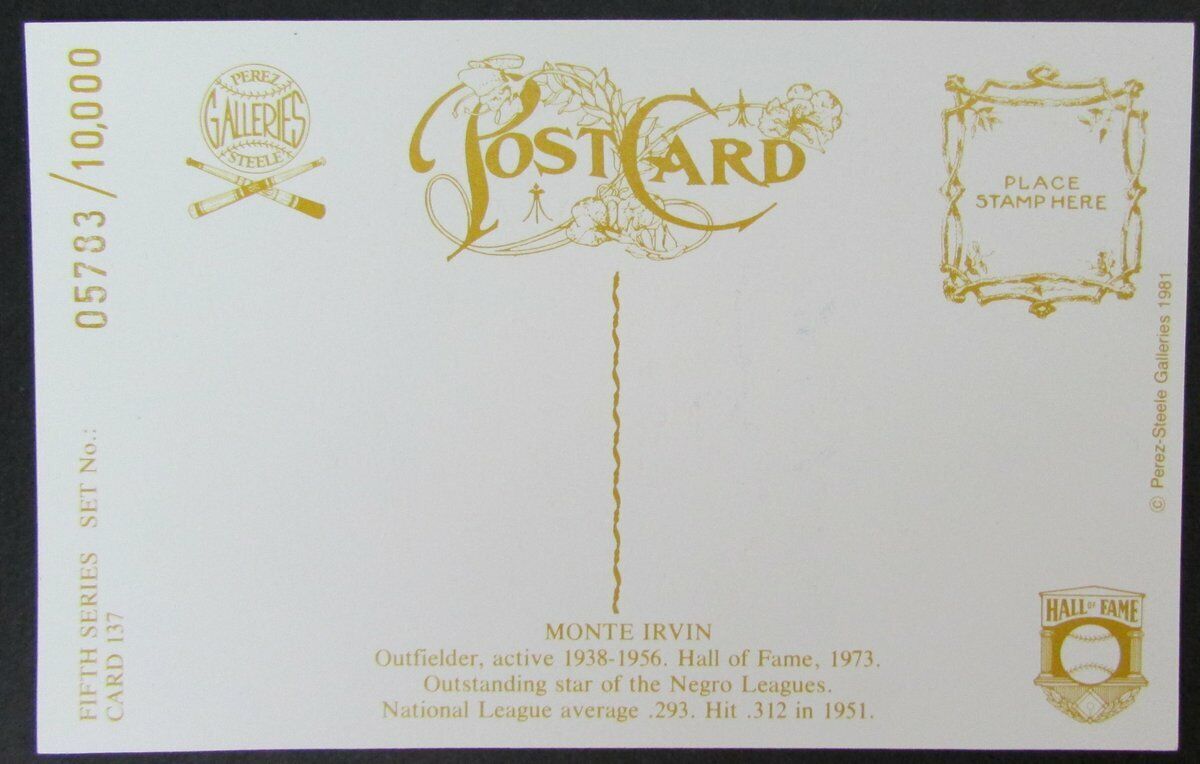 05783/10,000
FIFTH SERIES SET No.:
CARD 137
PEREZ
GALLERIES
STEELE
POSTCARD
PLACE
STAMP HERE
© Perez-Steele Galleries 1981
MONTE IRVIN
Outfielder, active 1938-1956. Hall of Fame, 1973.
Outstanding star of the Negro Leagues.
National League average .293. Hit .312 in 1951.
HALL OF FAME